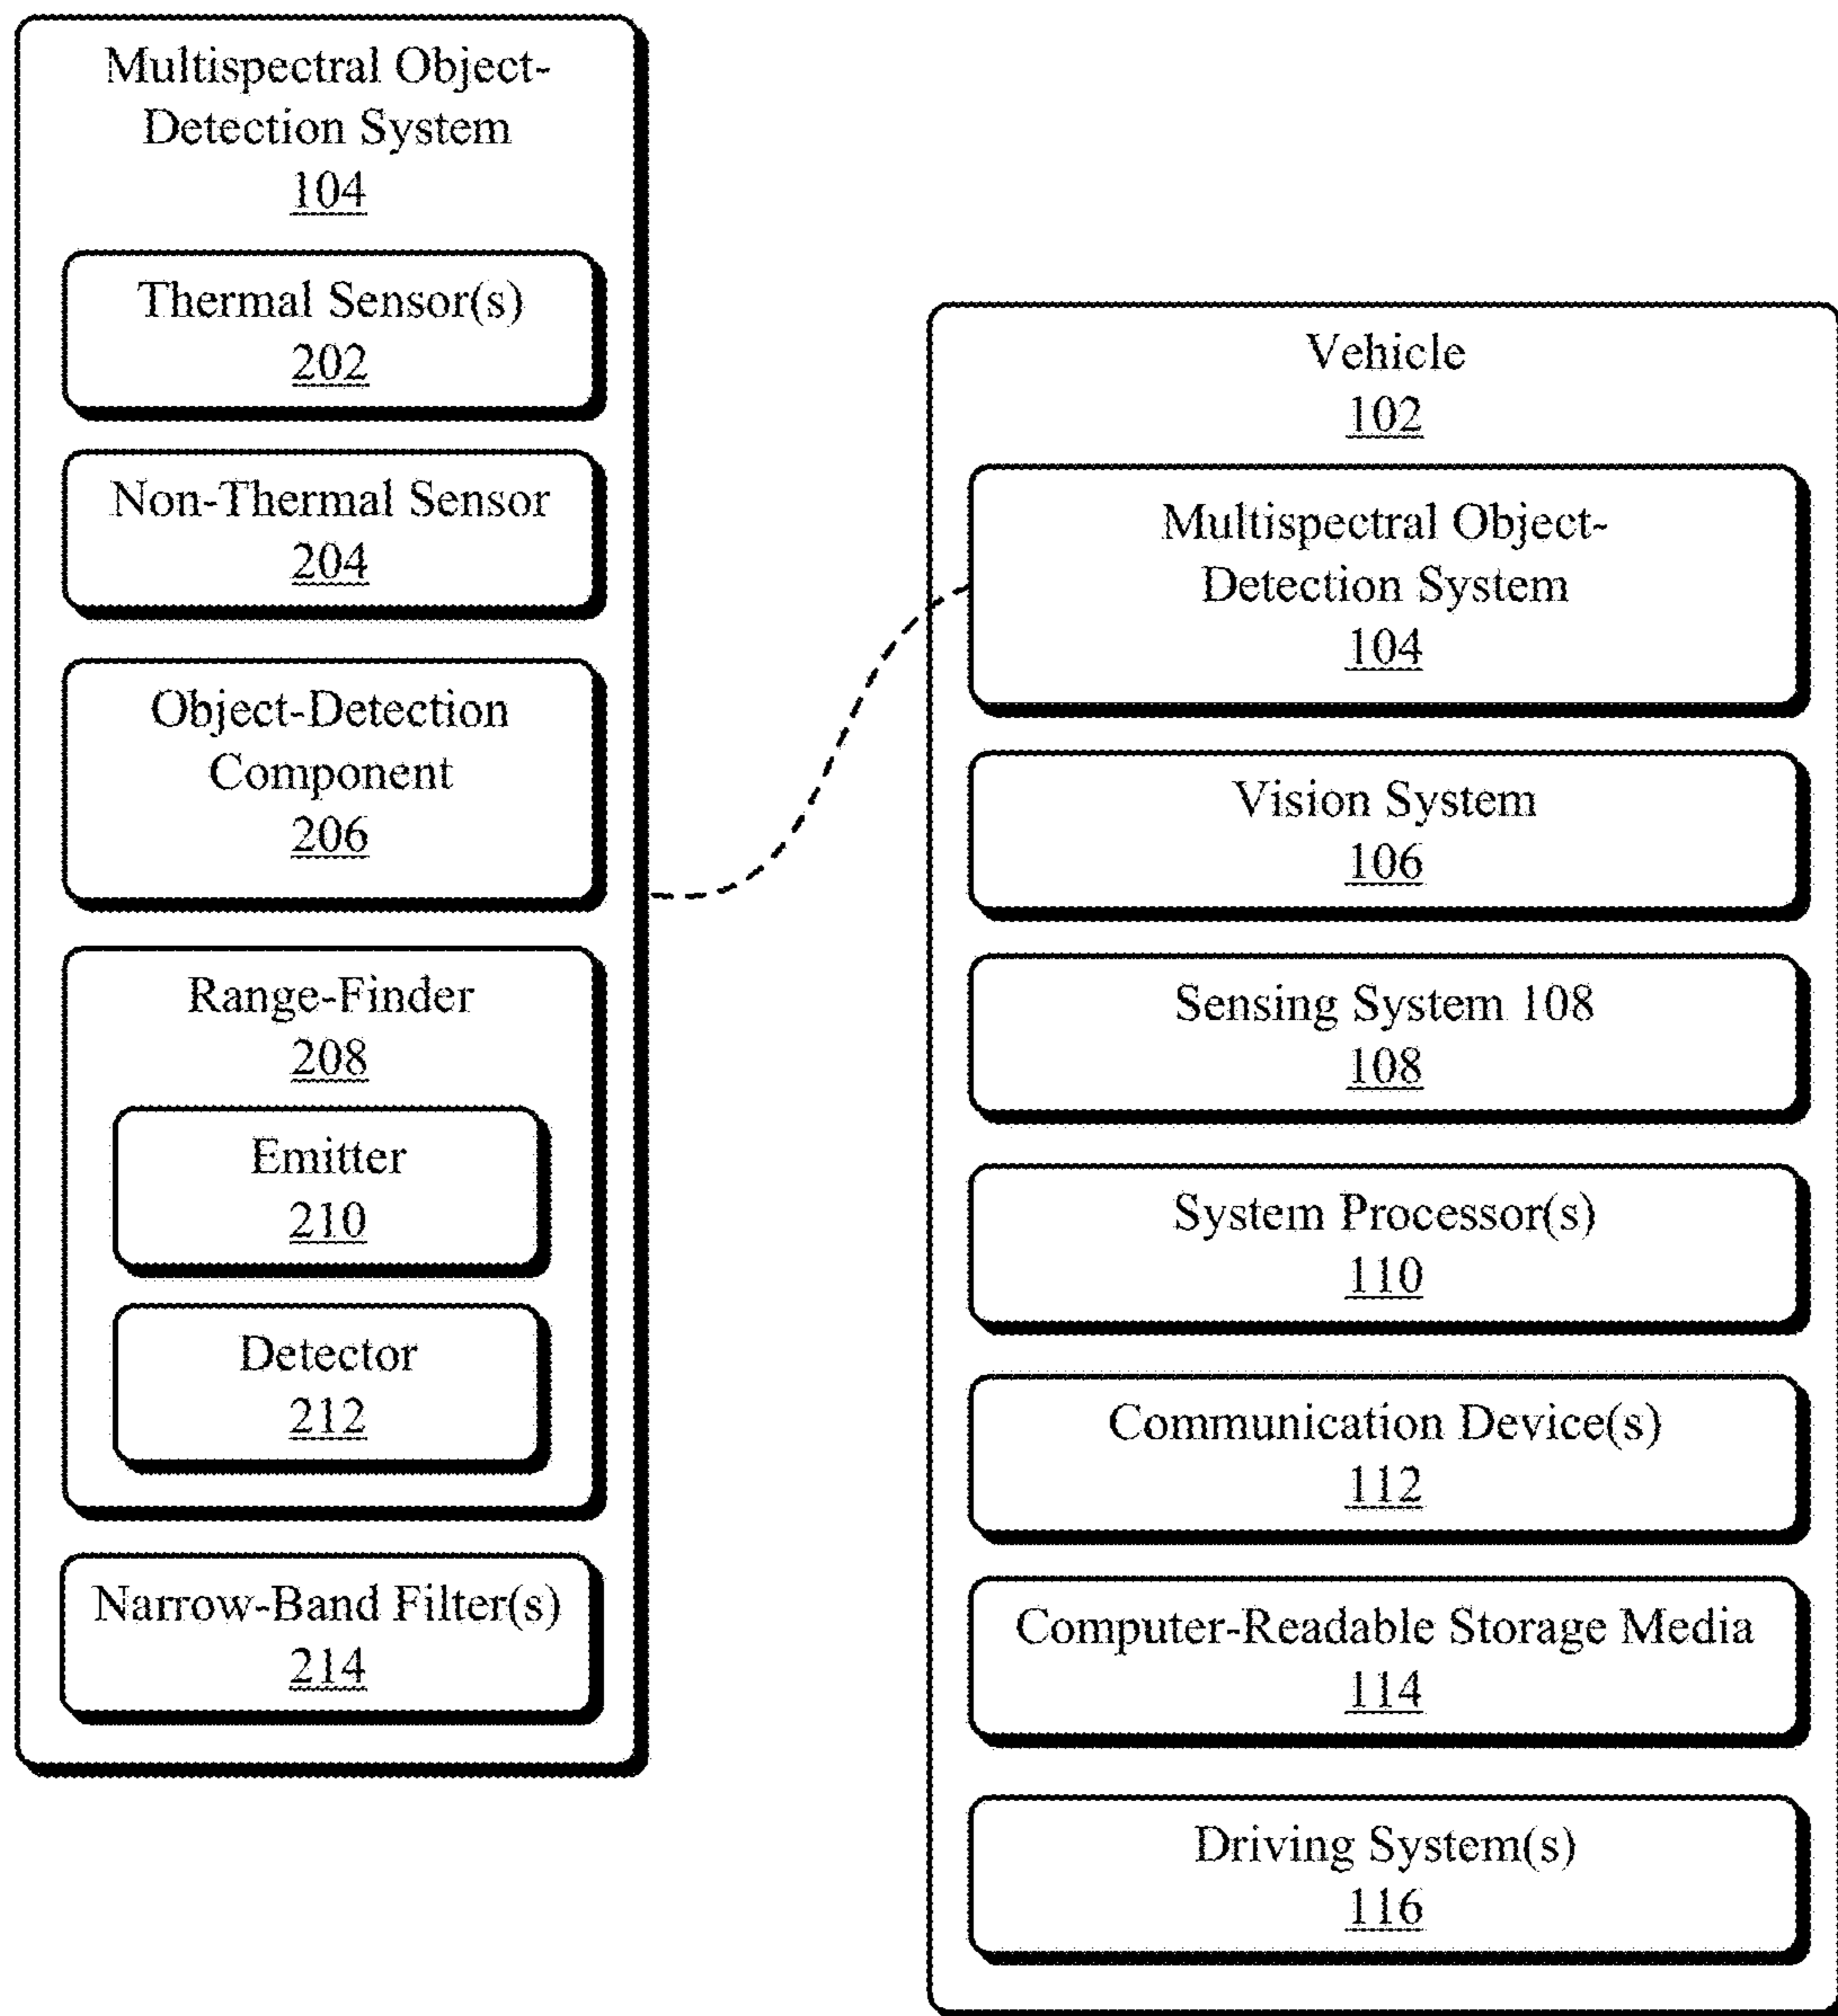 Multispectral Object-
Detection System
104
Thermal Sensor(s)
202
Non-Thermal Sensor
204
Object-Detection
Component
206
Range-Finder
208
Emitter
210
Detector
212
Narrow-Band Filter(s)
214
Vehicle
102
Multispectral Object-
Detection System
104
Vision System
106
Sensing System 108
108
System Processor(s)
110
Communication Device(s)
112
Computer-Readable Storage Media
114
Driving System(s)
116